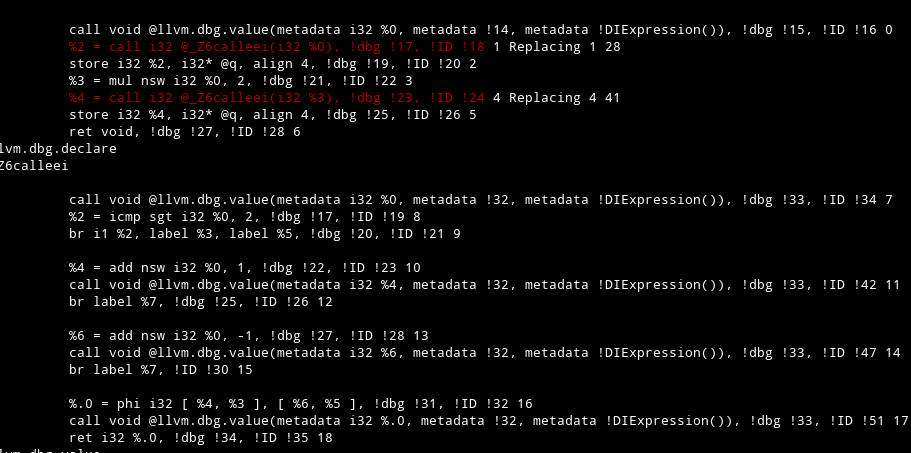 call void @llvm.dbg.value(metadata i32 %0, metadata !14, metadata !DIExpression()), !dbg !15, !ID !16 0
%2 = call i32 @_Z6calleei(i32 %0), !dbg !17, !ID !18 1 Replacing 1 28
store i32 %2, i32* @q, align 4, !dbg !19, !ID !20 2
%3 = mul nsw i32 %0, 2, !dbg !21, !ID !22 3
%4 = call i32 @_Z6calleei(i32 %3), !dbg !23, !ID !24 4 Replacing 4 41
store i32 %4, i32* @q, align 4, !dbg !25, !ID !26 5
ret void, !dbg !27, !ID !28 6
lvm.dbg.declare
Z6calleei
call void @llvm.dbg.value(metadata i32 %0, metadata !32, metadata !DIExpression()), !dbg !33, !ID !34 7
%2 = icmp sgt i32 %0, 2, !dbg !17, !ID !19 8
br i1 %2, label %3, label %5, !dbg !20, !ID !21 9
%4 = add nsw i32 %0, 1, !dbg !22, !ID !23 10
call void @llvm.dbg.value(metadata i32 %4, metadata !32, metadata !DIExpression()), !dbg !33, !ID !42 11
br label %7, !dbg !25, !ID !26 12
%6 = add nsw i32 %0, -1, !dbg !27, !ID !28 13
call void @llvm.dbg.value(metadata i32 %6, metadata !32, metadata !DIExpression()), !dbg !33, !ID !47 14
br label %7, !ID !30 15
%.0 = phi i32 [ %4, %3 ], [ %6, %5 ], !dbg !31, !ID !32 16
call void @llvm.dbg.value(metadata i32 %.0, metadata !32, metadata !DIExpression()), !dbg !33, !ID !51 17
ret i32 %.0, !dbg !34, !ID !35 18